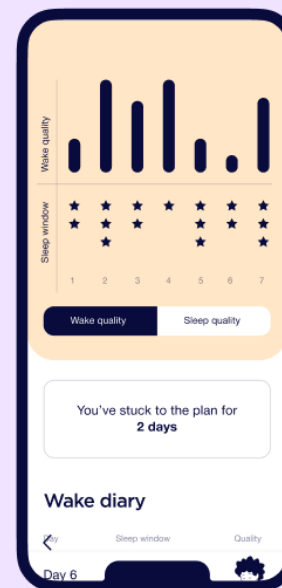 Wake quality
Sleep window
1 2 3 4 5 6 7
Wake quality Sleep quality
You've stuck to the plan for
2 days
Wake diary
Day Sleep window Quality
Day 6